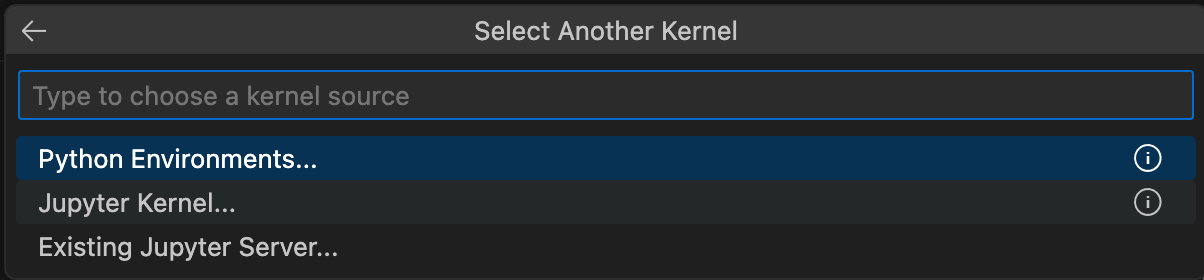 Select Another Kernel
Type to choose a kernel source
Python Environments...
Jupyter Kernel...
Existing Jupyter Server...